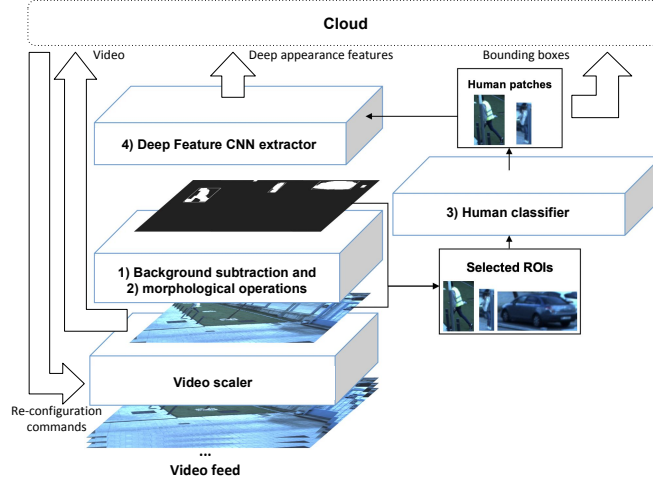 Cloud
Video
Deep appearance features
Bounding boxes
Human patches
4) Deep Feature CNN extractor
3) Human classifier
1) Background subtraction and
2) morphological operations
Selected ROIs
Video scaler
Re-configuration
commands
...
Video feed